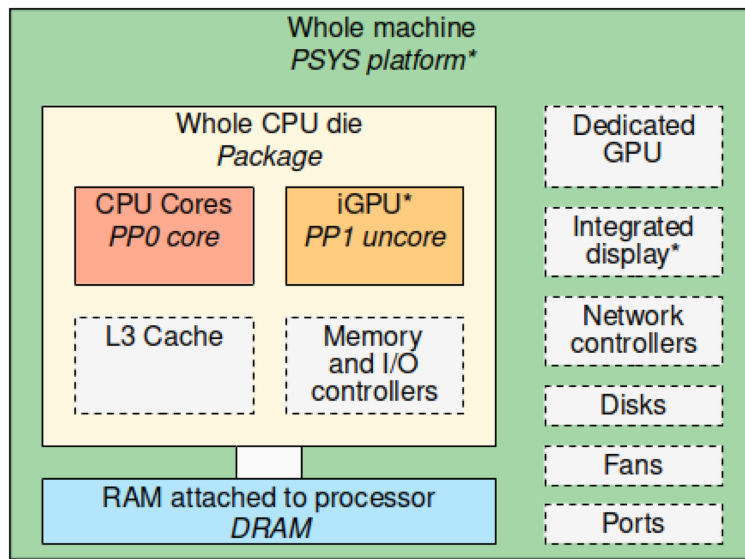 Whole machine
PSYS platform*
Whole CPU die
Package
CPU Cores
PP0 core
iGPU*
PP1 uncore
L3 Cache
Memory
and I/O
controllers
RAM attached to processor
DRAM
Dedicated
GPU
Integrated
display*
Network
controllers
Disks
Fans
Ports